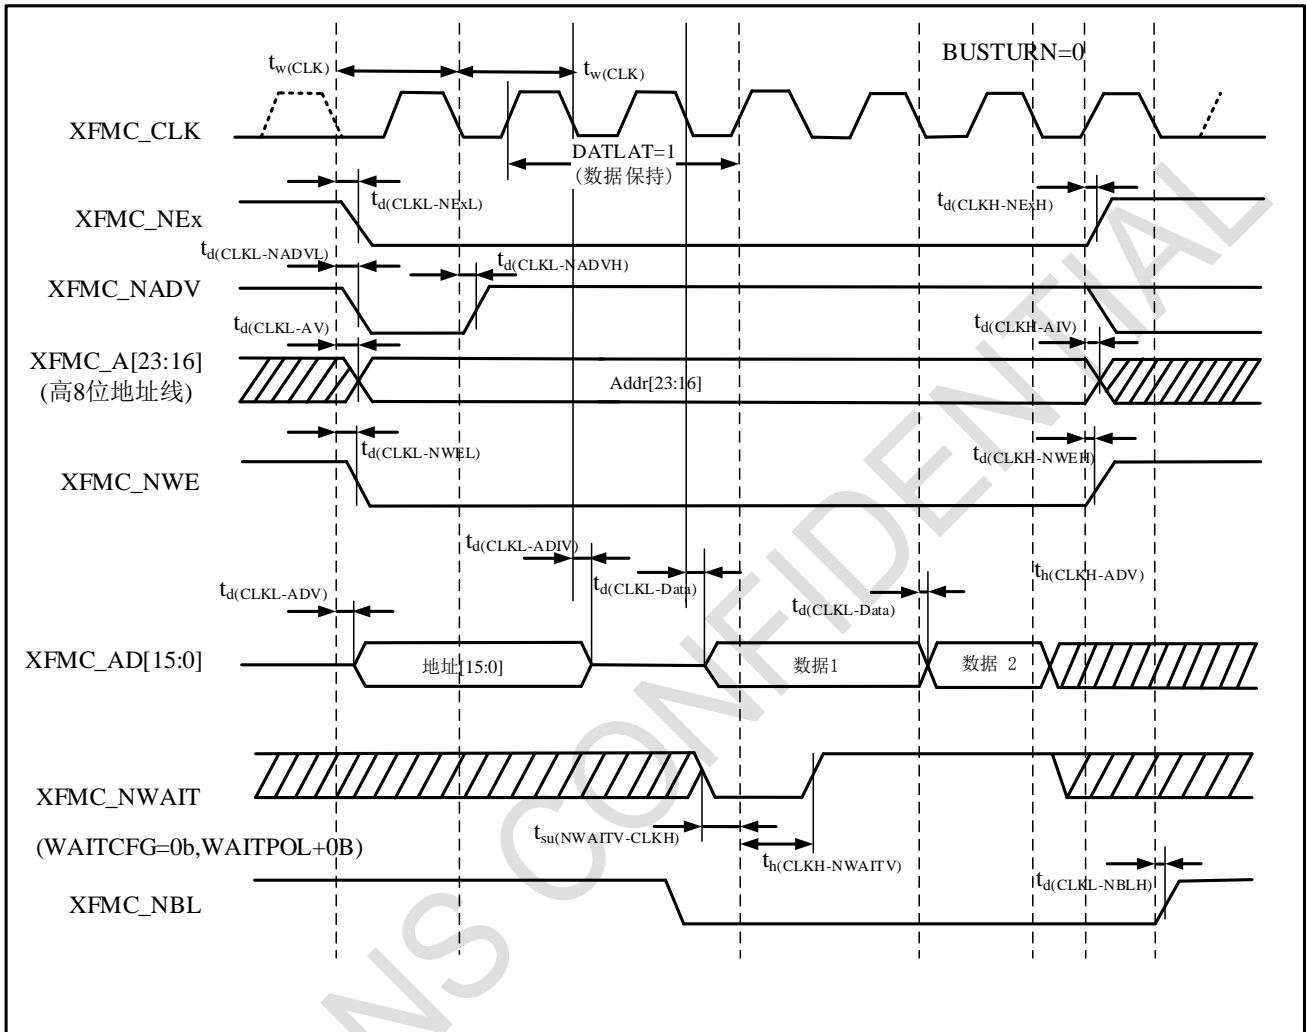 BUSTURN=0
tw(CLK)
tw(CLK)
XFMC_CLK
DATLAT=1
(数据保持)
td(CLKL-NExL)
td(CLKH-NExH)
XFMC_NEx
td(CLKL-NADVL)
td(CLKL-NADVH)
XFMC_NADV
td(CLKL-AV)
td(CLKH-AIV)
XFMC_A[23:16]
(高8位地址线)
Addr[23:16]
td(CLKL-NWEL)
td(CLKH-NWEH)
XFMC_NWE
td(CLKL-ADIV)
td(CLKL-ADV)
td(CLKL-Data)
td(CLKL-Data)
th(CLKH-ADV)
XFMC_AD[15:0]
地址[15:0]
数据1
数据 2
XFMC_NWAIT
(WAITCFG=0b,WAITPOL+0B)
tsu(NWAITV-CLKH)
th(CLKH-NWAITV)
td(CLKL-NBLH)
XFMC_NBL
NS CONFIDENTIAL